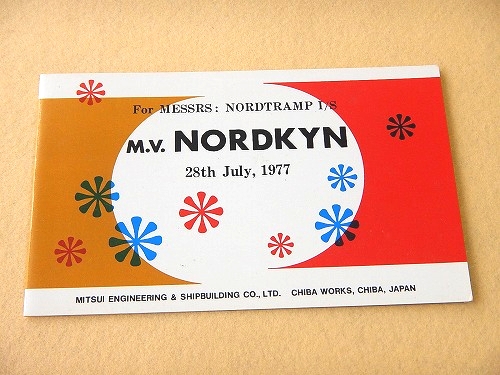 For MESSRS: NORDTRAMP I/S
M.V. NORDKYN
28th July, 1977
MITSUI ENGINEERING & SHIPBUILDING CO., LTD. CHIBA WORKS, CHIBA, JAPAN